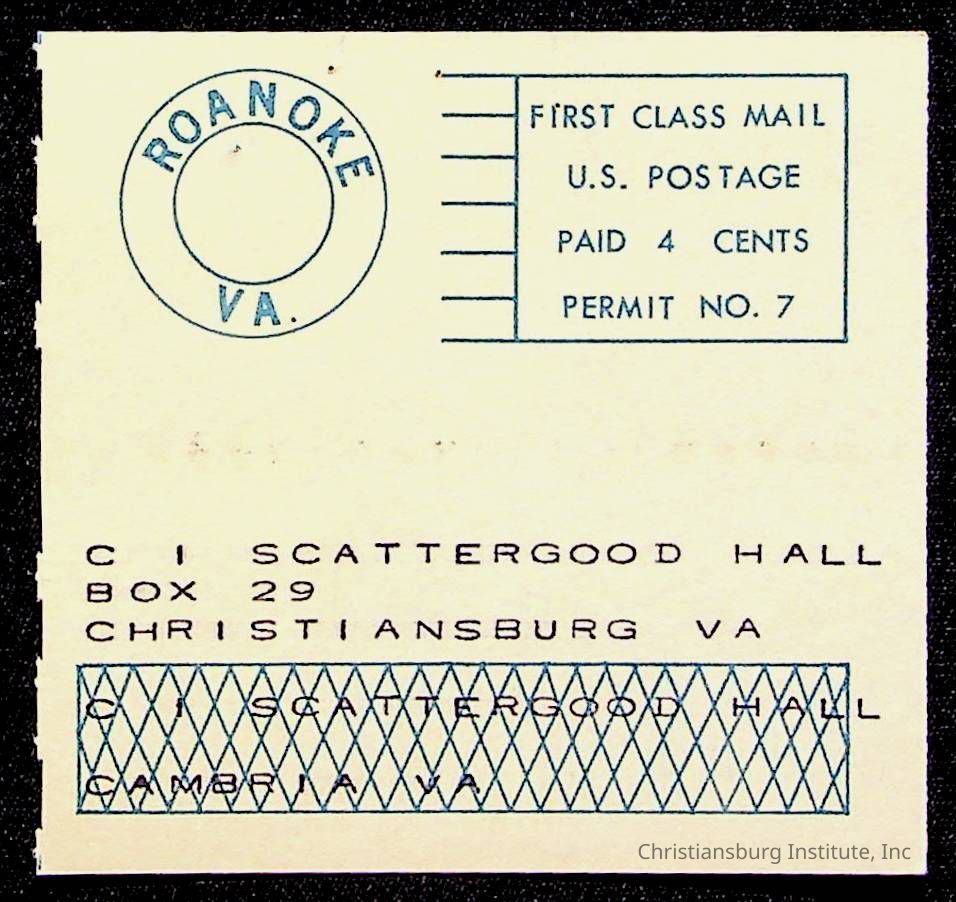 ROANOKE
VA.
FIRST CLASS MAIL
U.S. POSTAGE
PAID 4 CENTS
PERMIT NO. 7
C I SCATTERGOOD HALL
BOX 29
CHRISTIANSBURG VA
C I SCATTERGOOD HALL
CAMBRIA VA
Christiansburg Institute, Inc